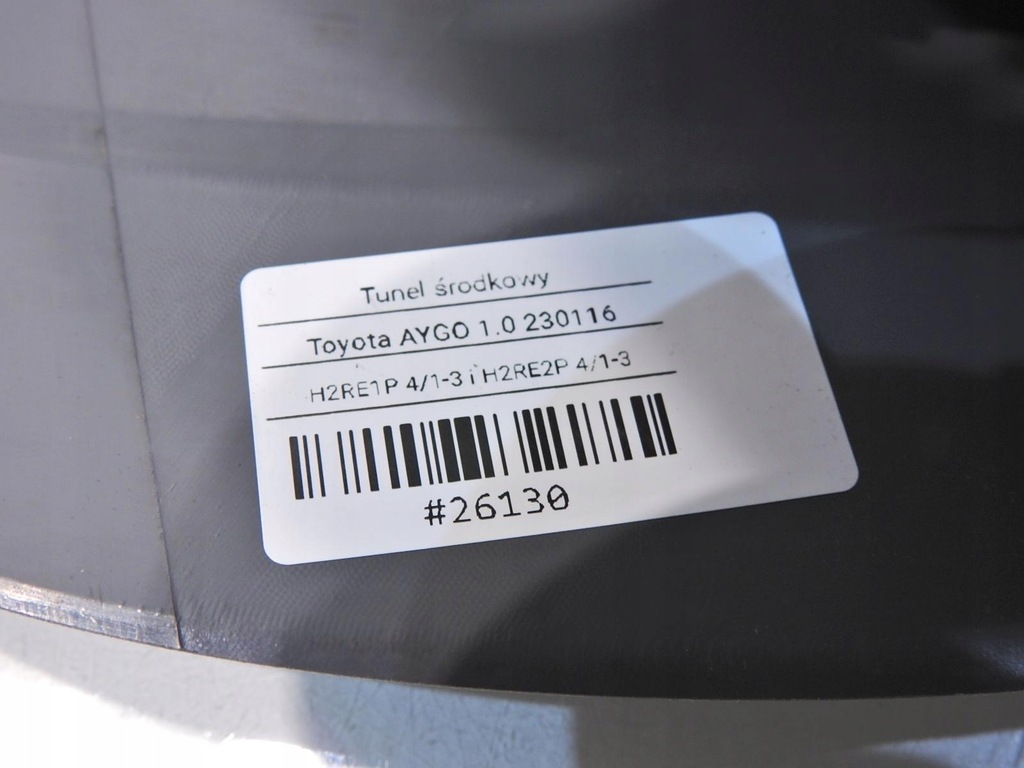 Tunel środkowy
Toyota AYGO 1.0 230116
H2RE1P 4/1-3 i H2RE2P 4/1-3
#26130